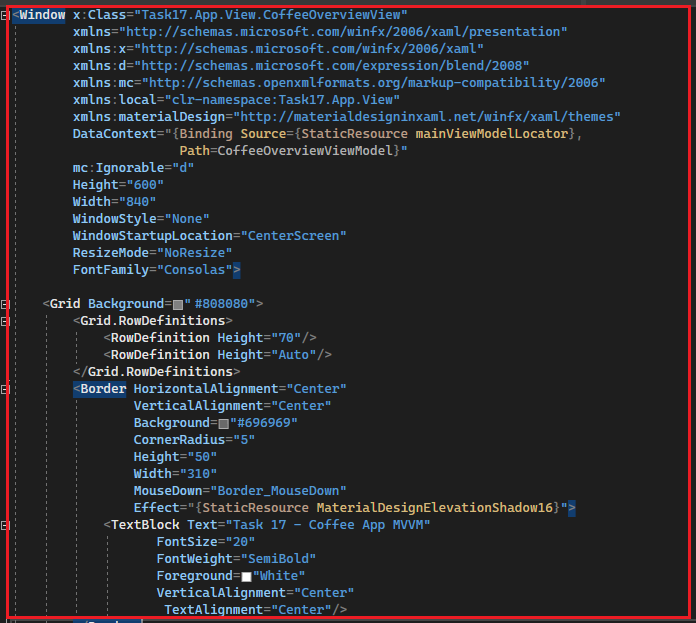 <Window x:Class="Task17.App.View.CoffeeOverviewView"
xmlns="http://schemas.microsoft.com/winfx/2006/xaml/presentation"
xmlns:x="http://schemas.microsoft.com/winfx/2006/xaml"
xmlns:d="http://schemas.microsoft.com/expression/blend/2008"
xmlns:mc="http://schemas.openxmlformats.org/markup-compatibility/2006"
xmlns:local="clr-namespace:Task17.App.View"
xmlns:materialDesign="http://materialdesigninxaml.net/winfx/xaml/themes"
DataContext="{Binding Source={StaticResource mainViewModelLocator},
Path=CoffeeOverviewViewModel}"
mc:Ignorable="d"
Height="600"
Width="840"
WindowStyle="None"
WindowStartupLocation="CenterScreen"
ResizeMode="NoResize"
FontFamily="Consolas">
<Grid Background=" #808080">
<Grid.RowDefinitions>
<RowDefinition Height="70"/>
<RowDefinition Height="Auto"/>
</Grid.RowDefinitions>
<Border HorizontalAlignment="Center"
VerticalAlignment="Center"
Background="#696969"
CornerRadius="5"
Height="50"
Width="310"
MouseDown="Border_MouseDown"
Effect="{StaticResource MaterialDesignElevationShadow16}">
<TextBlock Text="Task 17 - Coffee App MVVM"
FontSize="20"
FontWeight="SemiBold"
Foreground="White"
VerticalAlignment="Center"
TextAlignment="Center"/>